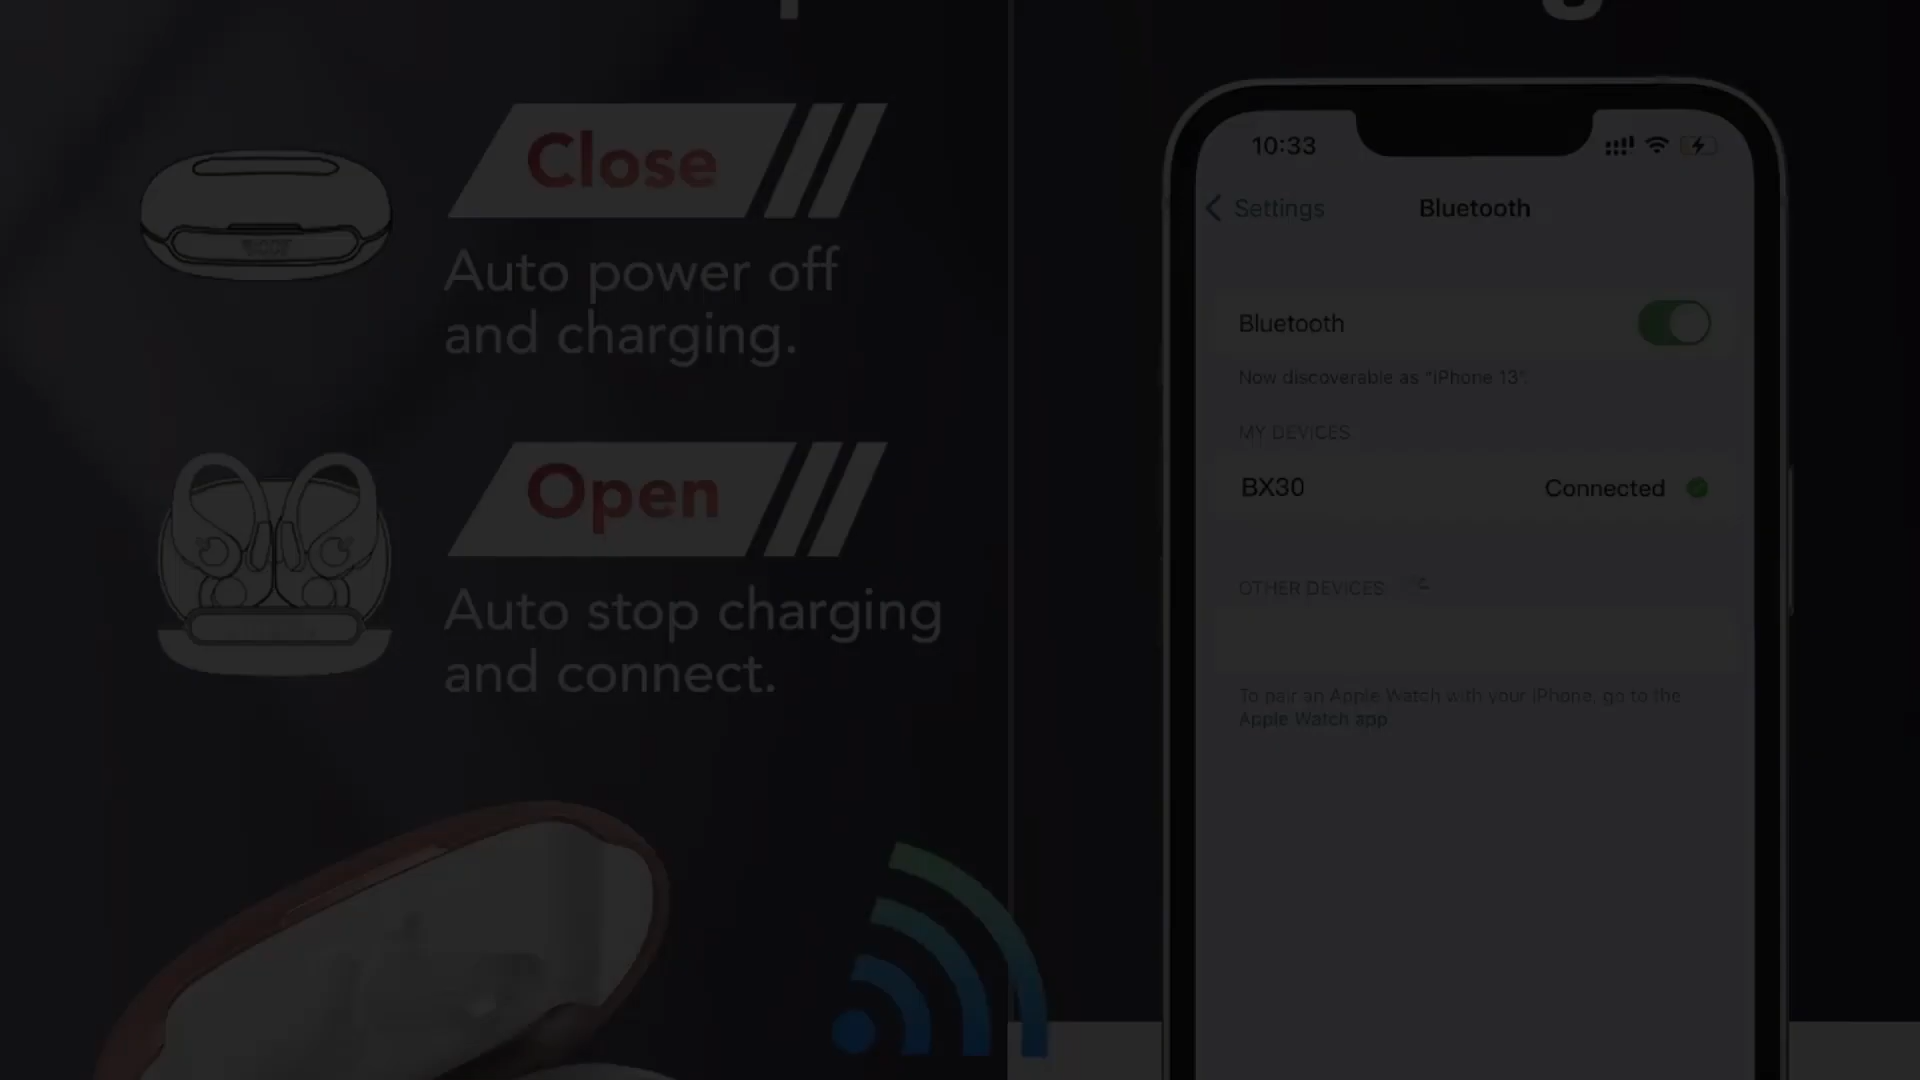 Close
Auto power off
and charging.
Open
Auto stop charging
and connect.
10:33
Settings
Bluetooth
Bluetooth
Now discoverable as "iPhone 13".
MY DEVICES
BX30
Connected
OTHER DEVICES
To pair an Apple Watch with your iPhone, go to the
Apple Watch app